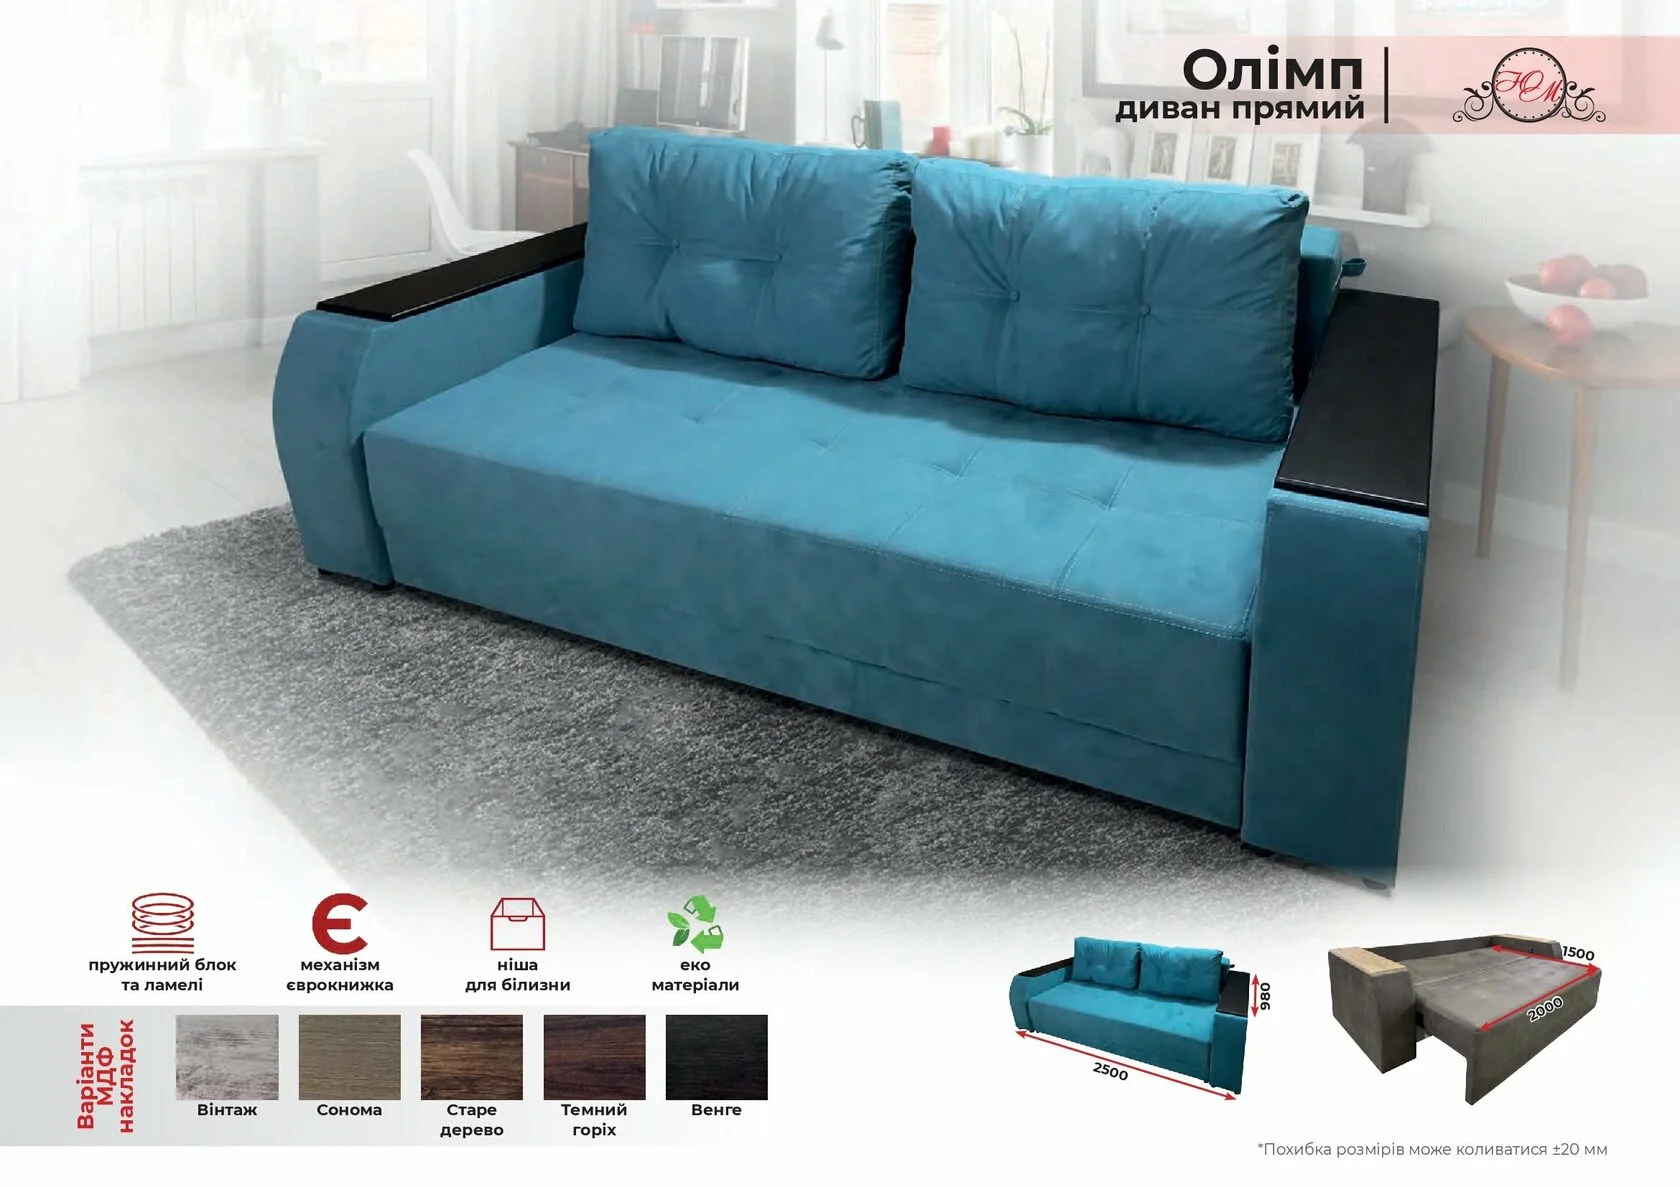 Олімп
диван прямий
ЮМ
пружинний блок
та ламелі
Є
механізм
єврокнижка
ніша
для білизни
еко
матеріали
Варіанти
МДФ
накладок
Вінтаж
Сонома
Старе
дерево
Темний
горіх
Венге
980
2500
1500
2000
*Похибка розмірів може коливатися ±20 мм